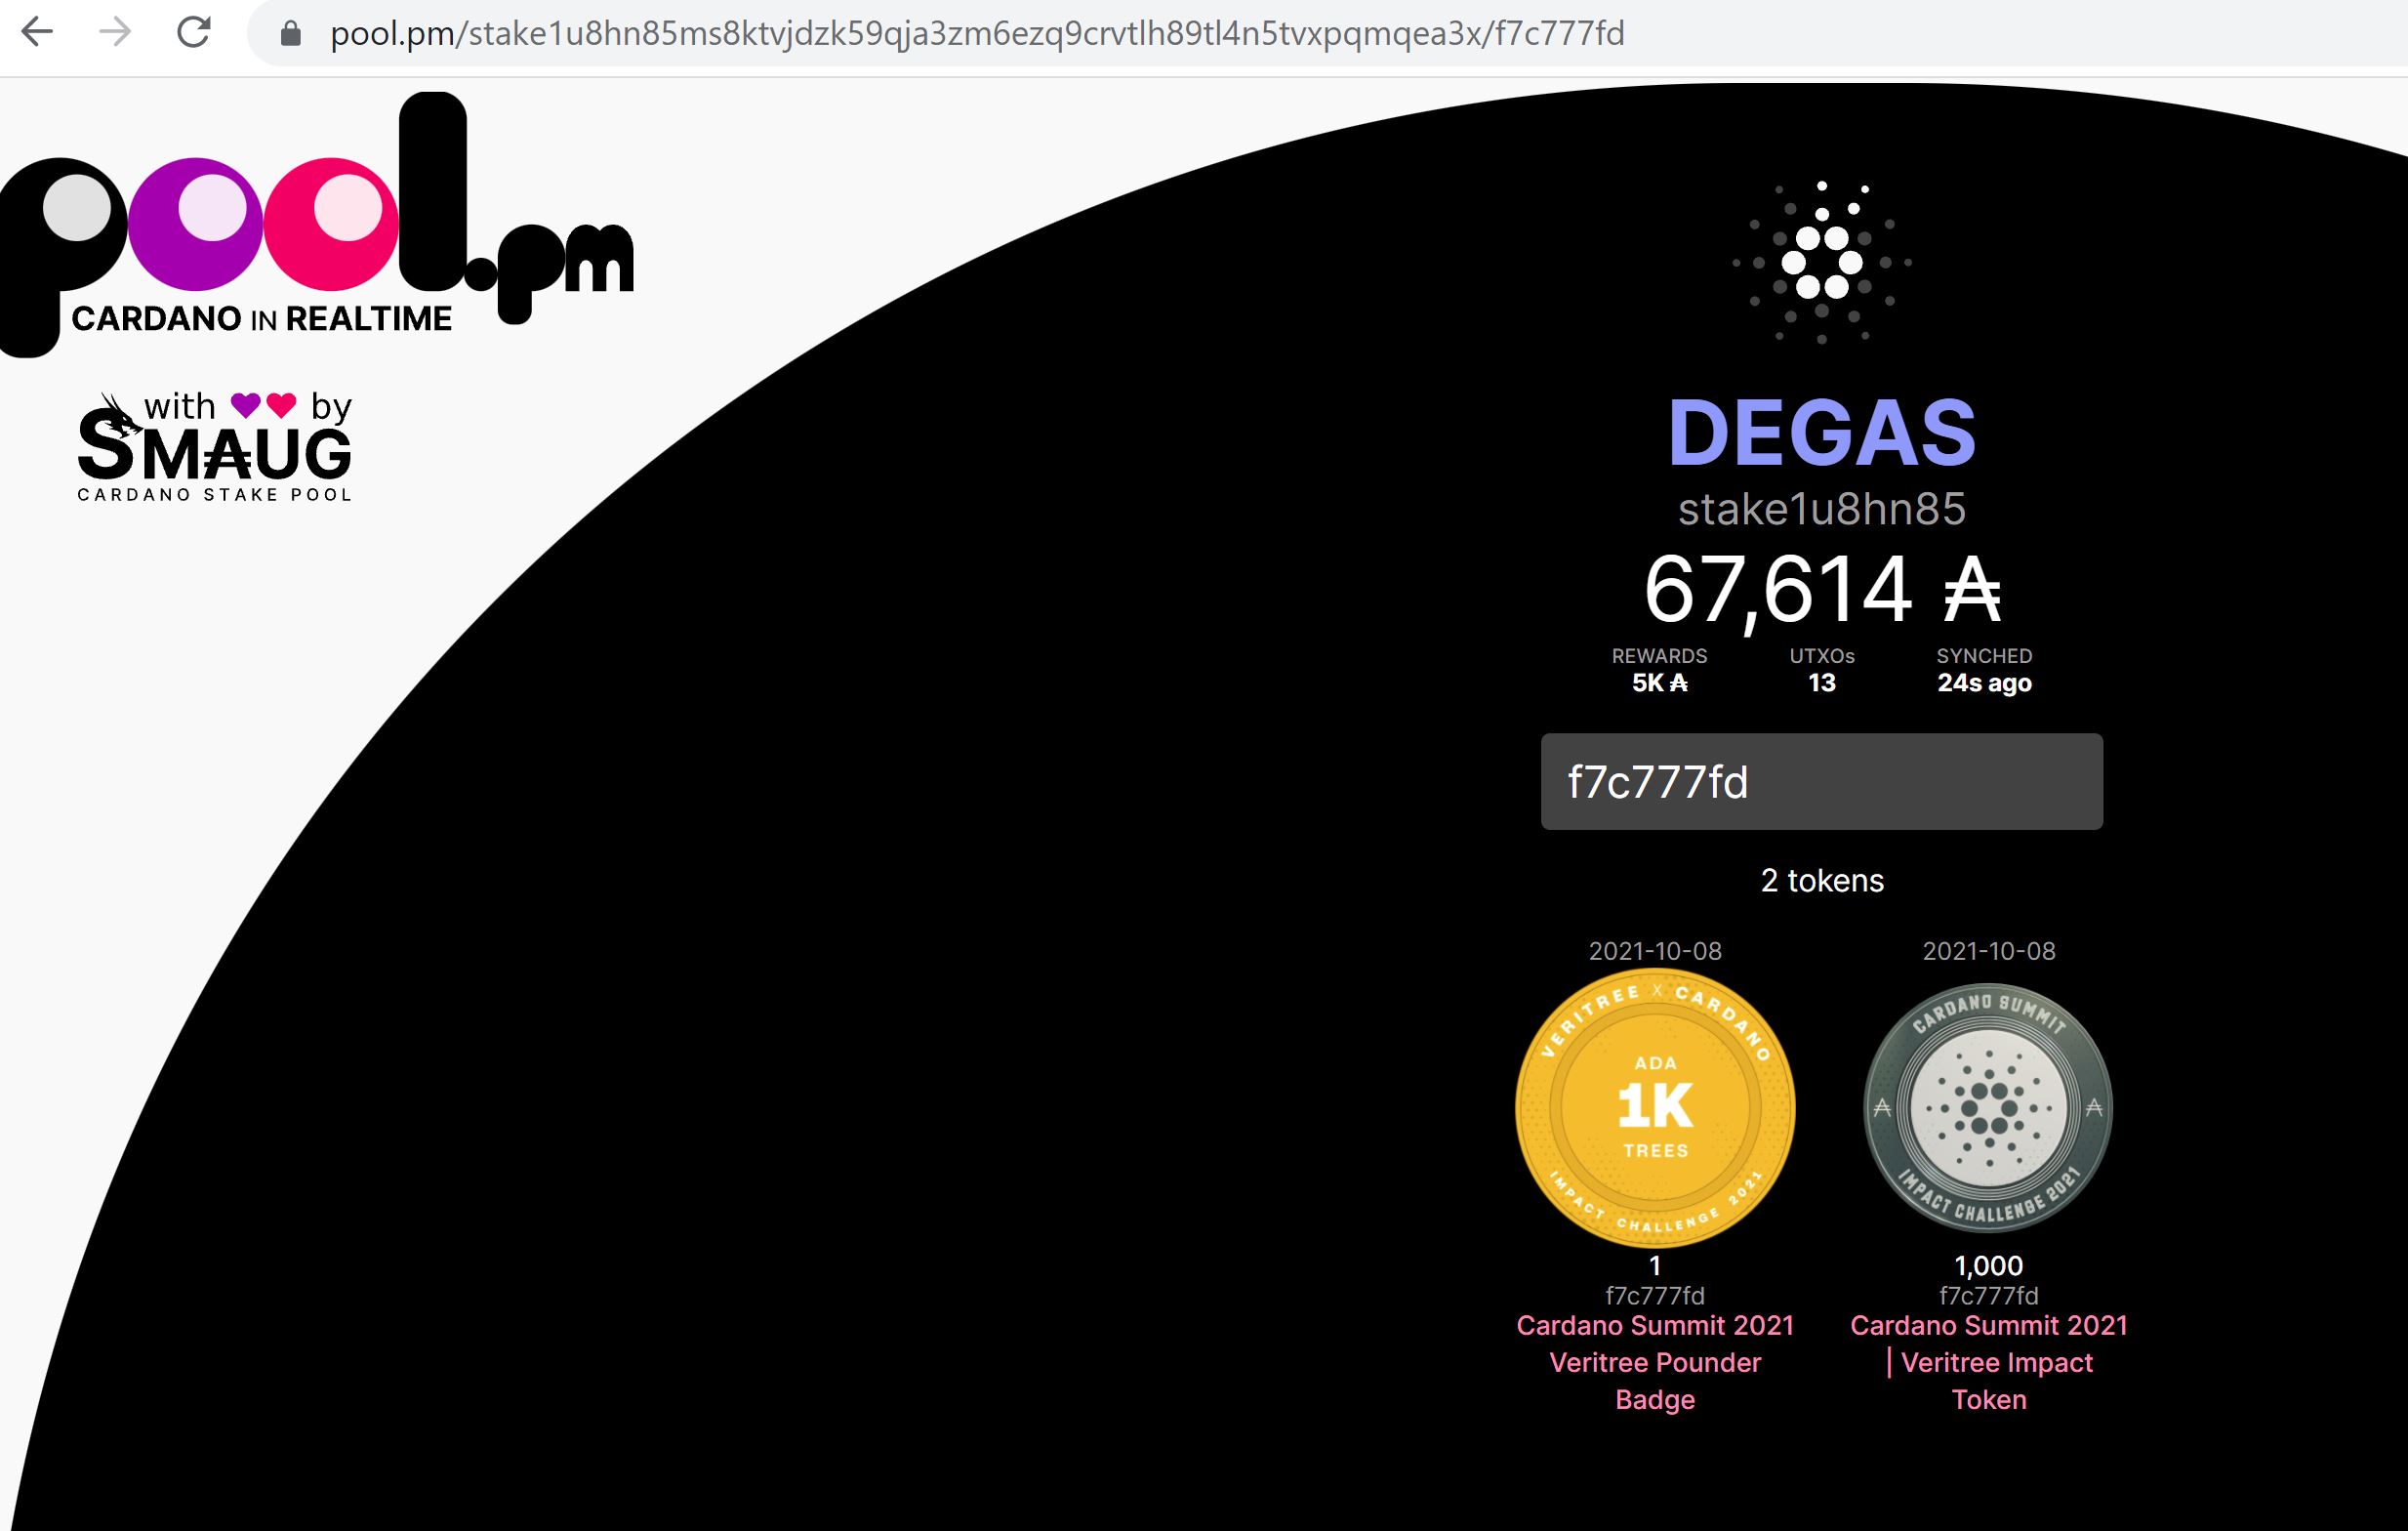 pool.pm/stake1u8hn85ms8ktvjdzk59qja3zm6ezq9crvtlh89tl4n5tvxpqmqea3x/f7c777fd
pool.pm
CARDANO IN REALTIME
with by
SMAUG
CARDANO STAKE POOL
DEGAS
stake1u8hn85
67,614 ₳
REWARDS UTXOs SYNCHED
5K ₳ 13 24s ago
f7c777fd
2 tokens
2021-10-08 2021-10-08
VERITREE X CARDANO
ADA
1K
TREES
IMPACT CHALLENGE 2021
CARDANO SUMMIT
₳ ₳
IMPACT CHALLENGE 2021
1
f7c777fd
Cardano Summit 2021
Veritree Pounder
Badge
1,000
f7c777fd
Cardano Summit 2021
| Veritree Impact
Token